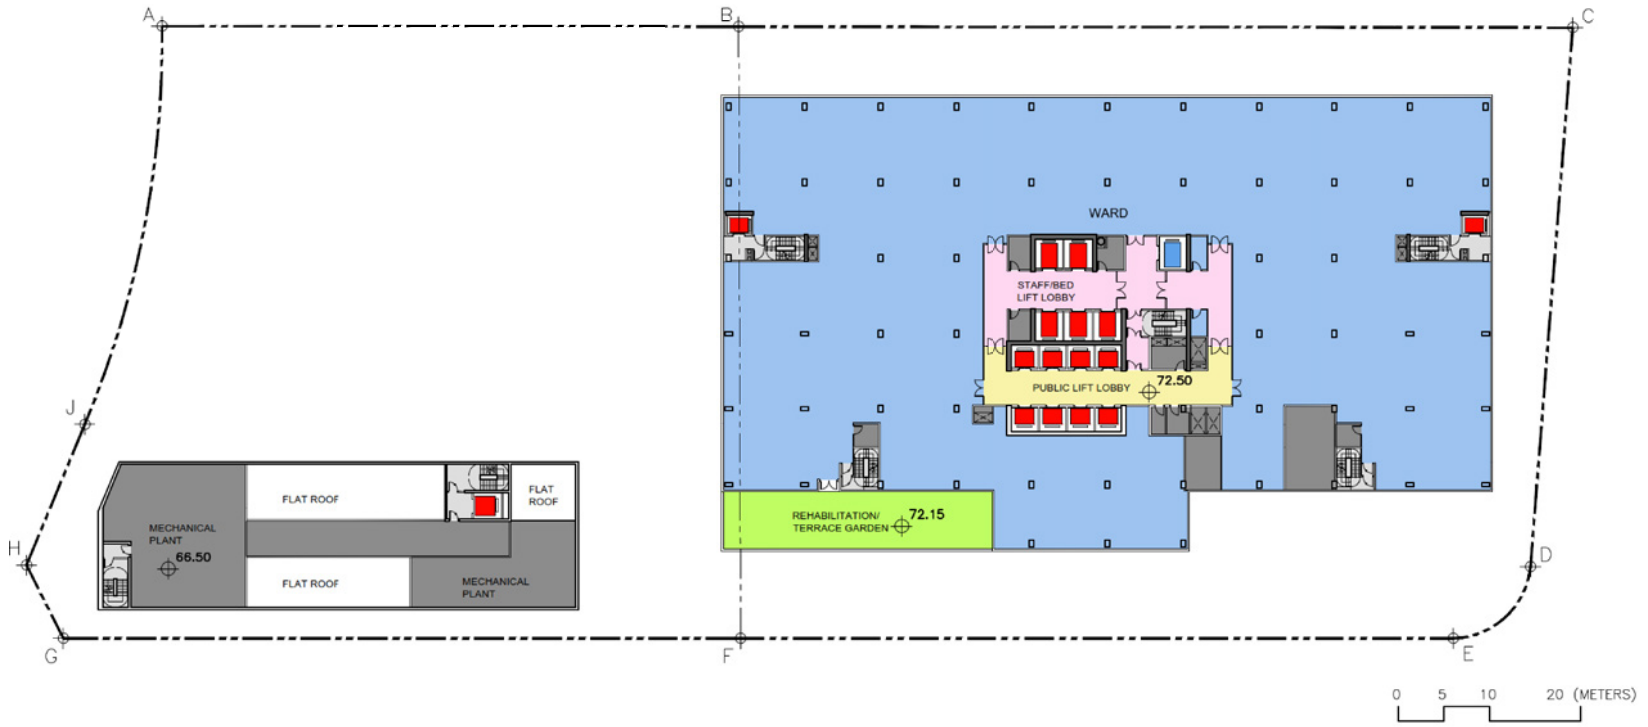 A
B
C
WARD
STAFF/BED
LIFT LOBBY
PUBLIC LIFT LOBBY
72.50
J
FLAT ROOF
FLAT
ROOF
REHABILITATION/
TERRACE GARDEN
72.15
MECHANICAL
PLANT
66.50
H
D
FLAT ROOF
MECHANICAL
PLANT
G
F
E
0 5 10 20 (METERS)